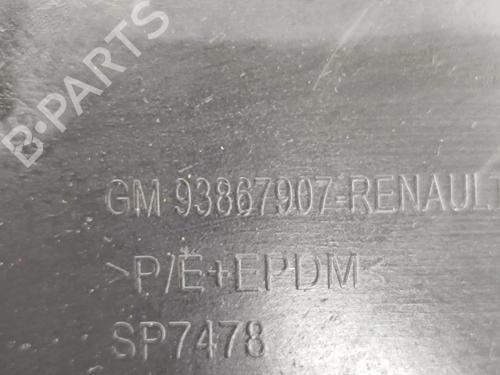 B-PARTS
GM 93867907-RENAULT
>P/E+EPDM<
SP7478